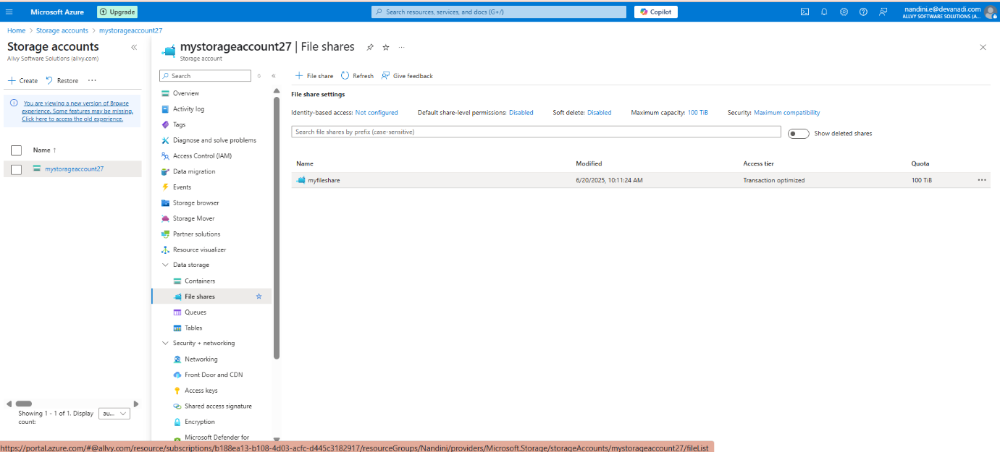 Microsoft Azure
Upgrade
Search resources, services, and docs (G+/)
Copilot
nandini.e@devanadi.com
ALLVY SOFTWARE SOLUTIONS (A...
Home > Storage accounts > mystorageaccount27
Storage accounts
Allvy Software Solutions (allvy.com)
Create
Restore
...
You are viewing a new version of Browse
experience. Some features may be missing.
Click here to access the old experience.
Name ↑
mystorageaccount27
Showing 1 - 1 of 1. Display
count:
au...
mystorageaccount27 | File shares
...
Storage account
Search
Overview
Activity log
Tags
Diagnose and solve problems
Access Control (IAM)
Data migration
Events
Storage browser
Storage Mover
Partner solutions
Resource visualizer
Data storage
Containers
File shares
Queues
Tables
Security + networking
Networking
Front Door and CDN
Access keys
Shared access signature
Encryption
Microsoft Defender for
File share
Refresh
Give feedback
File share settings
Identity-based access: Not configured
Default share-level permissions: Disabled
Soft delete: Disabled
Maximum capacity: 100 TiB
Security: Maximum compatibility
Search file shares by prefix (case-sensitive)
Show deleted shares
Name Modified Access tier Quota
myfileshare 6/20/2025, 10:11:24 AM Transaction optimized 100 TiB ...
https://portal.azure.com/#@allvy.com/resource/subscriptions/b188ea13-b108-4d03-acfc-d445c3182917/resourceGroups/Nandini/providers/Microsoft.Storage/storageAccounts/mystorageaccount27/fileList